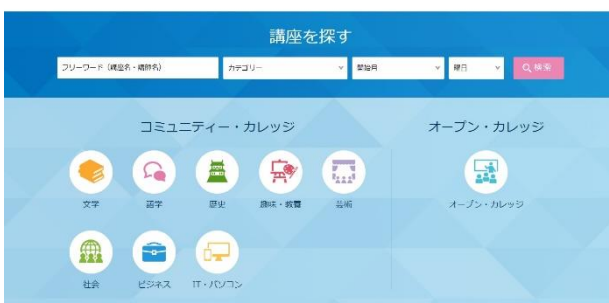 講座を探す
フリーワード（講座名・講師名） カテゴリー 開始月 曜日 検索
コミュニティー・カレッジ オープン・カレッジ
文学 語学 歴史 趣味・教養 芸術 オープン・カレッジ
社会 ビジネス IT・パソコン